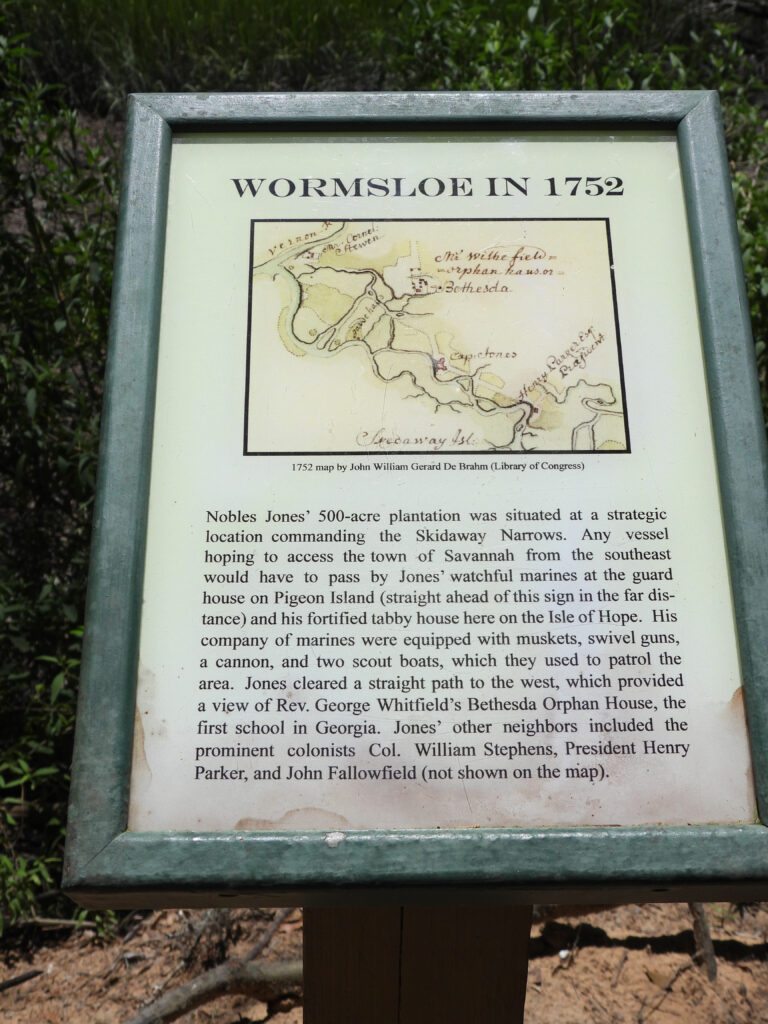 WORMSLOE IN 1752
Vernon R
Mr. Withefield=
=orphan haus or=
Bethesda
Cap. Jones
Henry Parker Esqr
Skedaway Isl.
1752 map by John William Gerard De Brahm (Library of Congress)
Nobles Jones' 500-acre plantation was situated at a strategic
location commanding the Skidaway Narrows. Any vessel
hoping to access the town of Savannah from the southeast
would have to pass by Jones' watchful marines at the guard
house on Pigeon Island (straight ahead of this sign in the far dis-
tance) and his fortified tabby house here on the Isle of Hope. His
company of marines were equipped with muskets, swivel guns,
a cannon, and two scout boats, which they used to patrol the
area. Jones cleared a straight path to the west, which provided
a view of Rev. George Whitfield's Bethesda Orphan House, the
first school in Georgia. Jones' other neighbors included the
prominent colonists Col. William Stephens, President Henry
Parker, and John Fallowfield (not shown on the map).